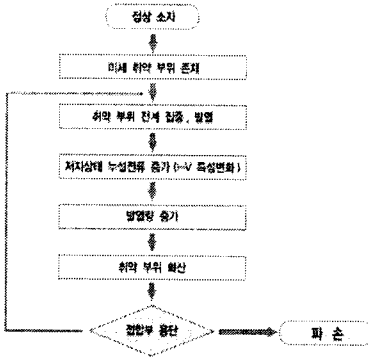 정상 소자
미세 취약 부위 존재
취약 부위 전계 집중, 발열
저지상태 누설전류 증가 (I-V 특성변화)
발열량 증가
취약 부위 확산
접합부 용단
파 손